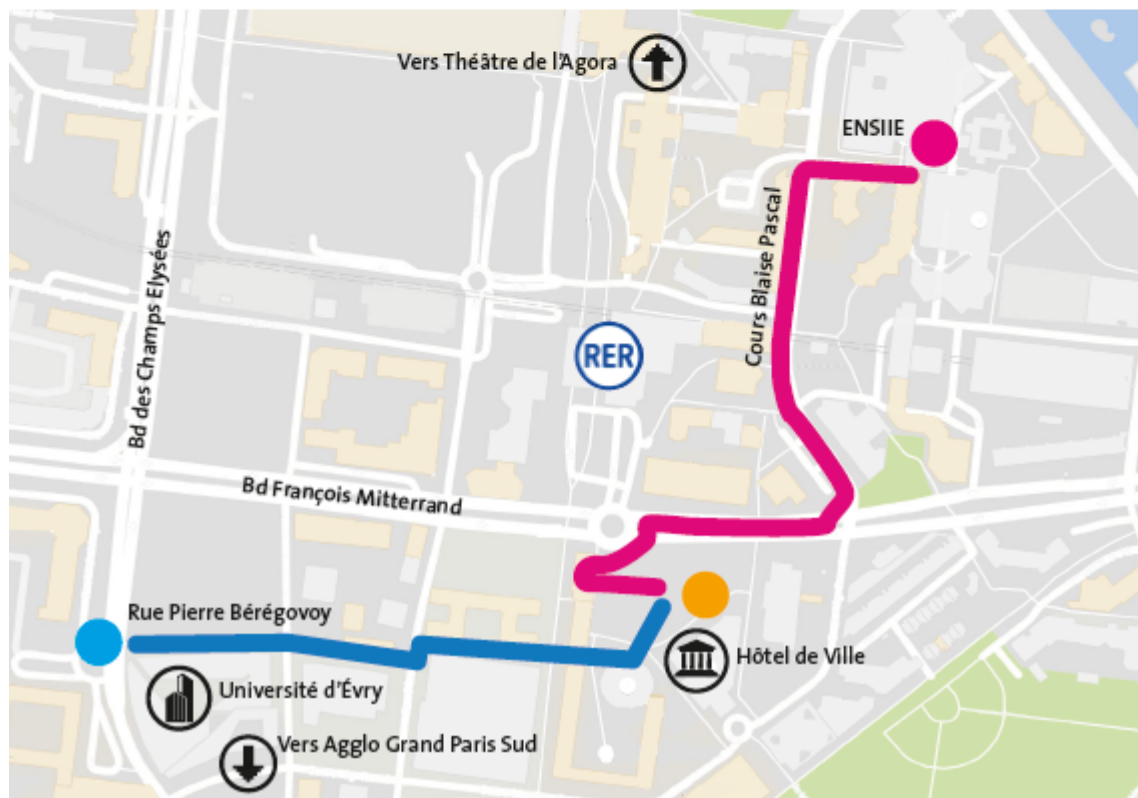 Vers Théâtre de l'Agora
ENSIIE
Cours Blaise Pascal
Bd des Champs Elysées
RER
Bd François Mitterrand
Rue Pierre Bérégovoy
Hôtel de Ville
Université d'Évry
Vers Agglo Grand Paris Sud